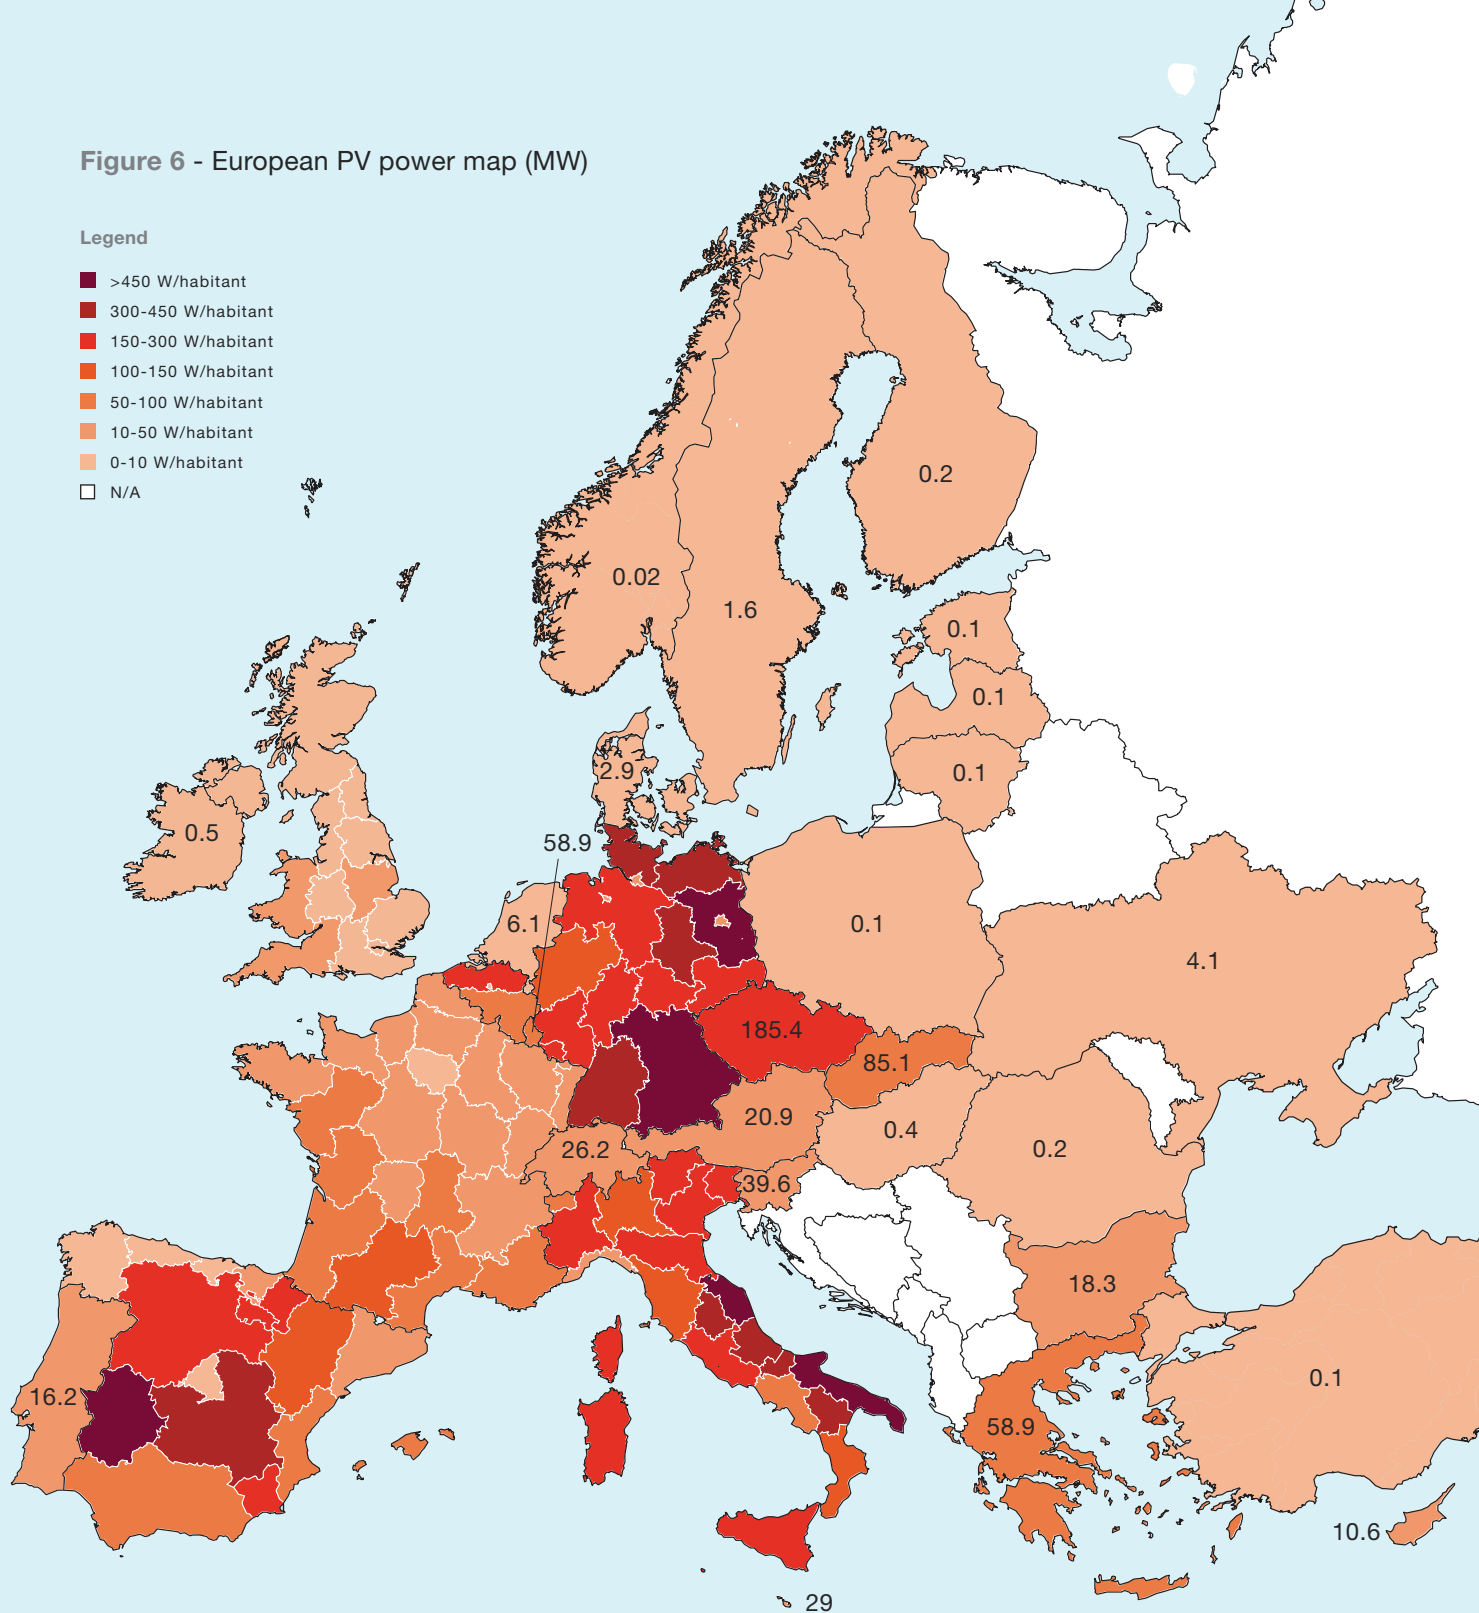 Figure 6 - European PV power map (MW)
Legend
>450 W/habitant
300-450 W/habitant
150-300 W/habitant
100-150 W/habitant
50-100 W/habitant
10-50 W/habitant
0-10 W/habitant
N/A
0.2
0.02
1.6
0.1
0.1
0.1
2.9
0.5
58.9
6.1
0.1
4.1
185.4
85.1
20.9
0.4
0.2
26.2
39.6
18.3
16.2
0.1
58.9
10.6
29